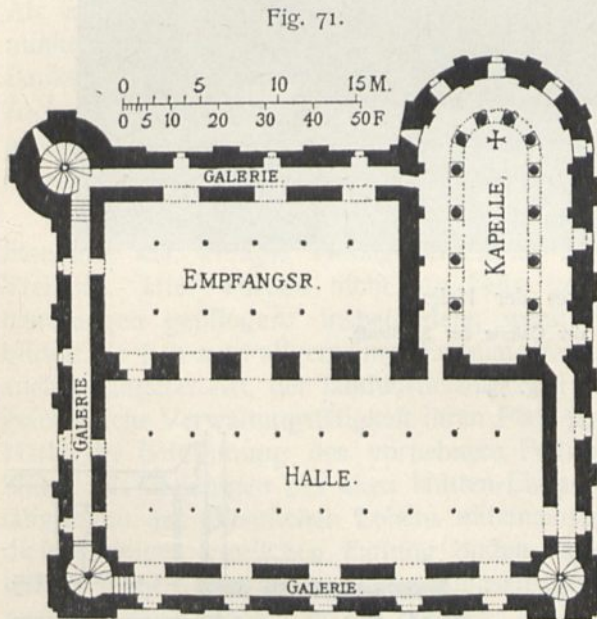 Fig. 71.
0 5 10 15 M.
0 5 10 20 30 40 50 F
GALERIE.
KAPELLE.
EMPFANGSR.
GALERIE.
HALLE.
GALERIE.